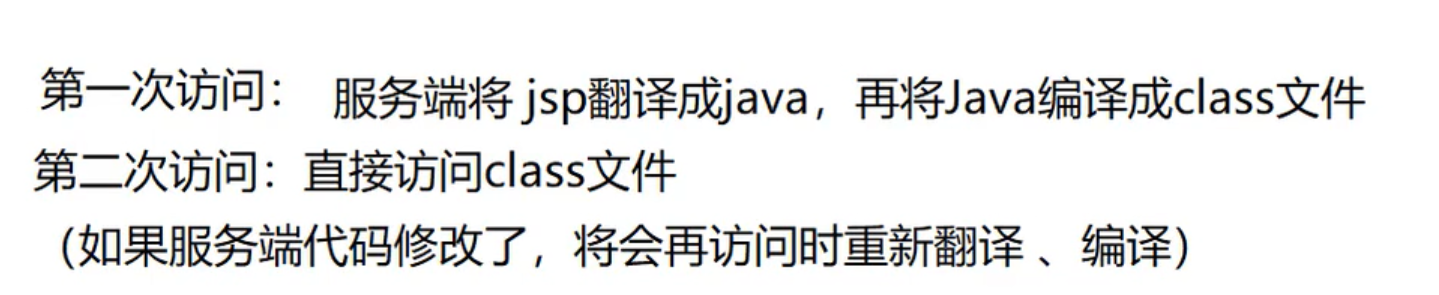 第一次访问： 服务端将 jsp翻译成java，再将Java编译成class文件
第二次访问：直接访问class文件
（如果服务端代码修改了，将会再访问时重新翻译 、编译）